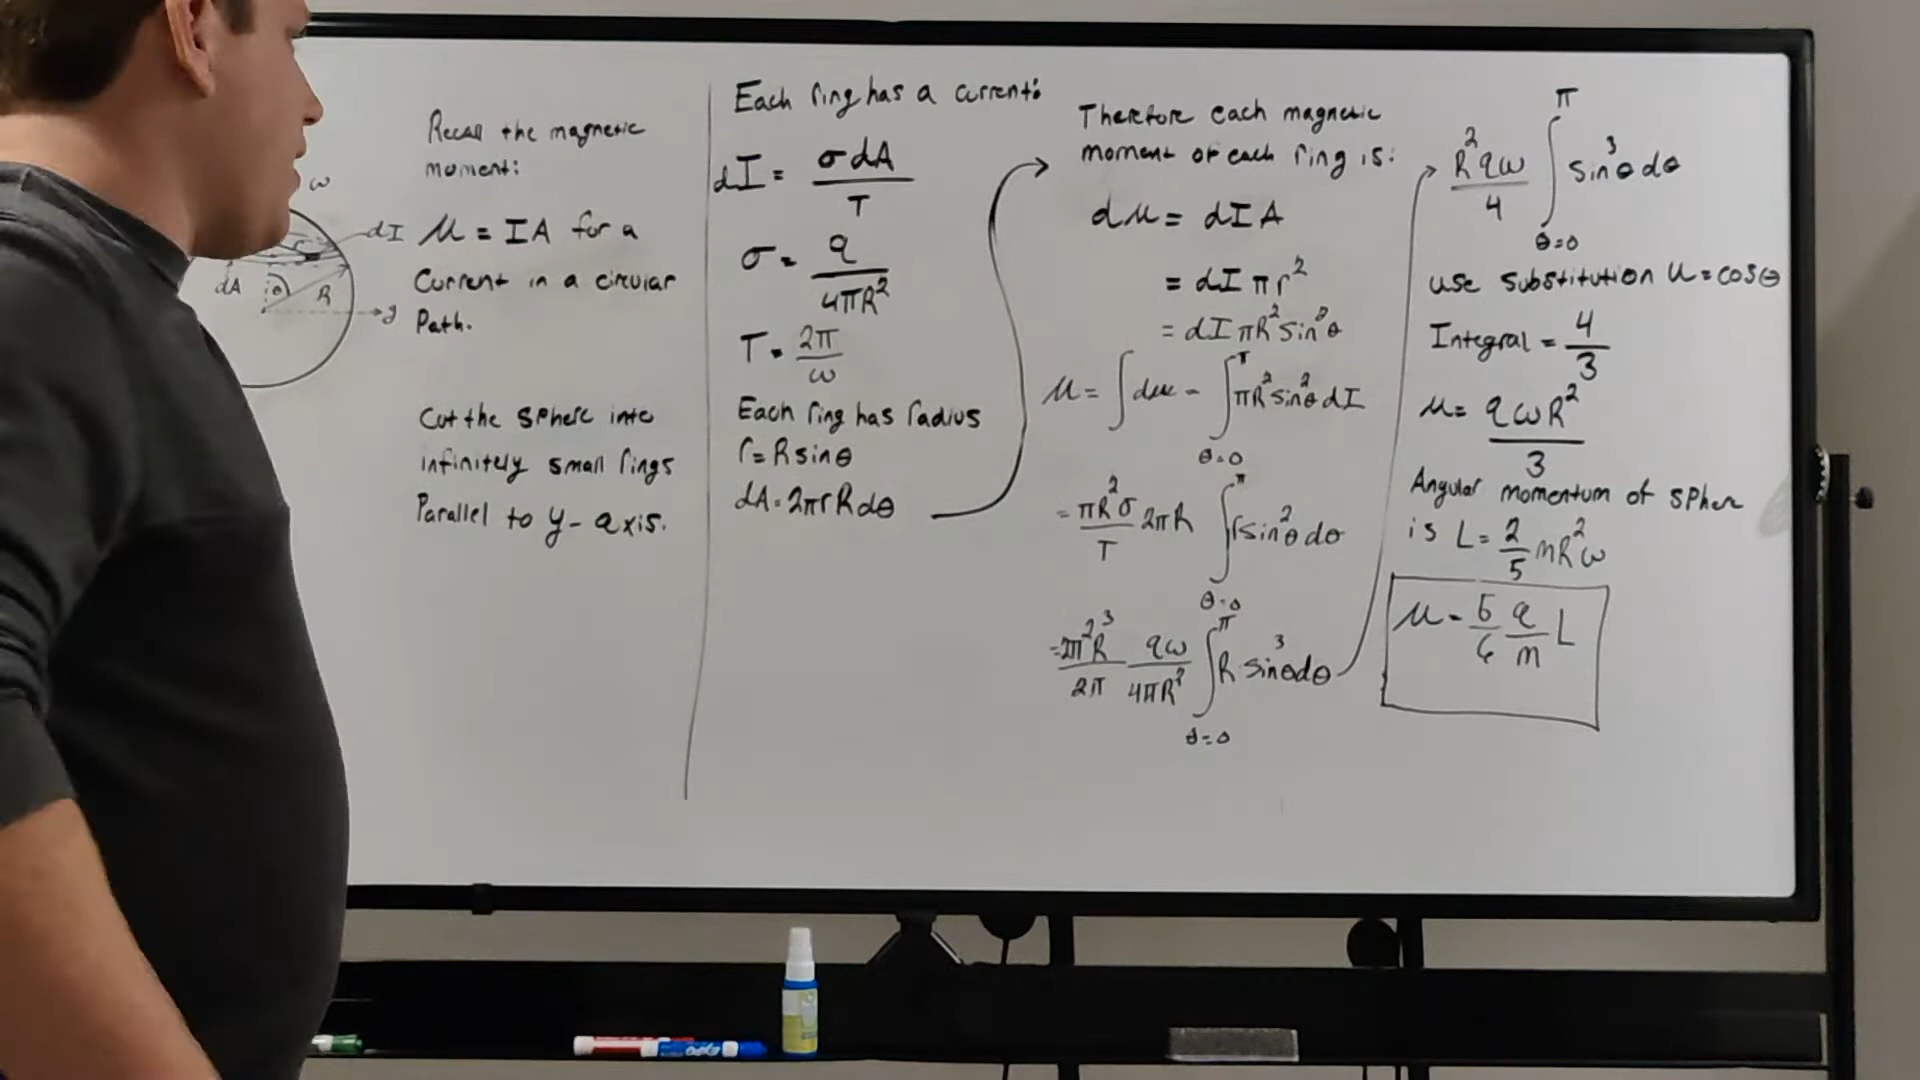 ω
dI
r
dA
θ
R
y
Recall the magnetic
moment:
μ = IA for a
Current in a circular
Path.
Cut the sphere into
infinitely small rings
Parallel to y-axis.
Each ring has a current:
dI = σdA / T
σ = q / 4πR²
T = 2π / ω
Each ring has radius
r = R sinθ
dA = 2πr R dθ
Therefore each magnetic
moment of each ring is:
dμ = dI A
= dI π r²
= dI πR² sin²θ
μ = ∫ dμ = ∫_{θ=0}^{π} πR² sin²θ dI
= πR²σ / T 2πR ∫_{θ=0}^{π} r sin²θ dθ
= 2π²R³ / 2π qω / 4πR² ∫_{θ=0}^{π} R sin³θ dθ
R²qω / 4 ∫_{θ=0}^{π} sin³θ dθ
use substitution u = cosθ
Integral = 4 / 3
μ = qωR² / 3
Angular momentum of sphere
is L = 2/5 mR²ω
μ = 5/6 q/m L